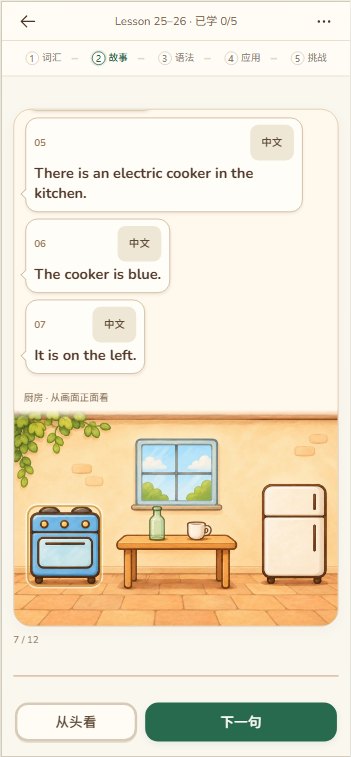 Lesson 25–26 · 已学 0/5
1 词汇 2 故事 3 语法 4 应用 5 挑战
05 中文
There is an electric cooker in the
kitchen.
06 中文
The cooker is blue.
07 中文
It is on the left.
厨房 · 从画面正面看
7 / 12
从头看 下一句